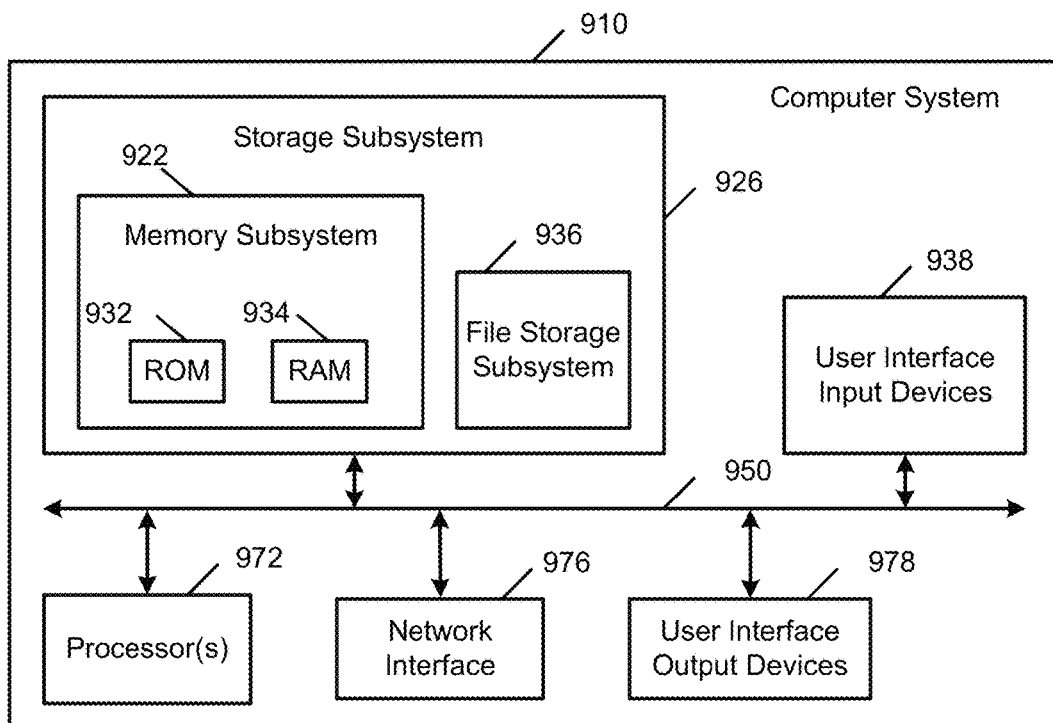 910
Computer System
Storage Subsystem
922
926
Memory Subsystem
936
938
932
934
File Storage
Subsystem
ROM
RAM
User Interface
Input Devices
950
972
976
978
Processor(s)
Network
Interface
User Interface
Output Devices